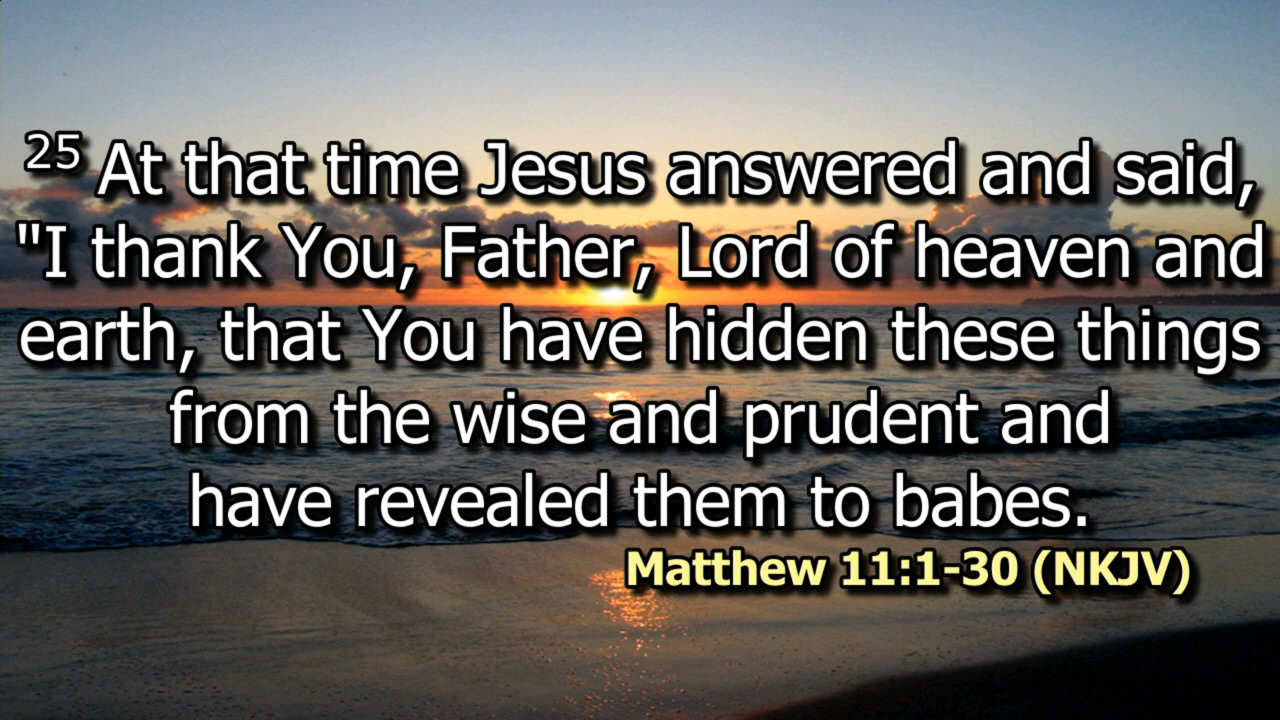 25 At that time Jesus answered and said,
"I thank You, Father, Lord of heaven and
earth, that You have hidden these things
from the wise and prudent and
have revealed them to babes.
Matthew 11:1-30 (NKJV)